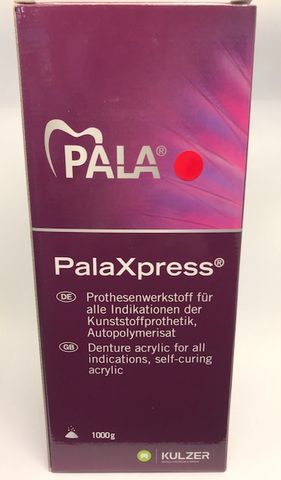 PALA®
PalaXpress®
DE Prothesenwerkstoff für
alle Indikationen der
Kunststoffprothetik,
Autopolymerisat
GB Denture acrylic for all
indications, self-curing
acrylic
1000g
KULZER